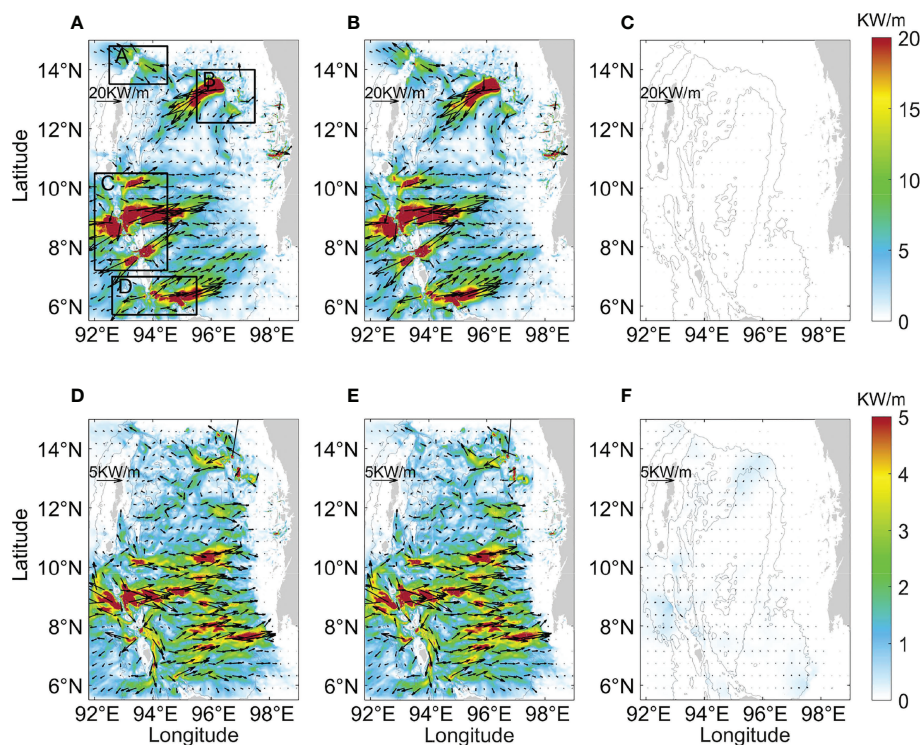 A B C KW/m
14°N A B 20
20KW/m 20KW/m 20KW/m
12°N 15
Latitude
10°N C 10
8°N 5
D
6°N 0
92°E 94°E 96°E 98°E 92°E 94°E 96°E 98°E 92°E 94°E 96°E 98°E
D E F KW/m
14°N 5
5KW/m 5KW/m 5KW/m
1
12°N 4
Latitude
10°N 3
2
8°N 1
6°N 0
92°E 94°E 96°E 98°E 92°E 94°E 96°E 98°E 92°E 94°E 96°E 98°E
Longitude Longitude Longitude